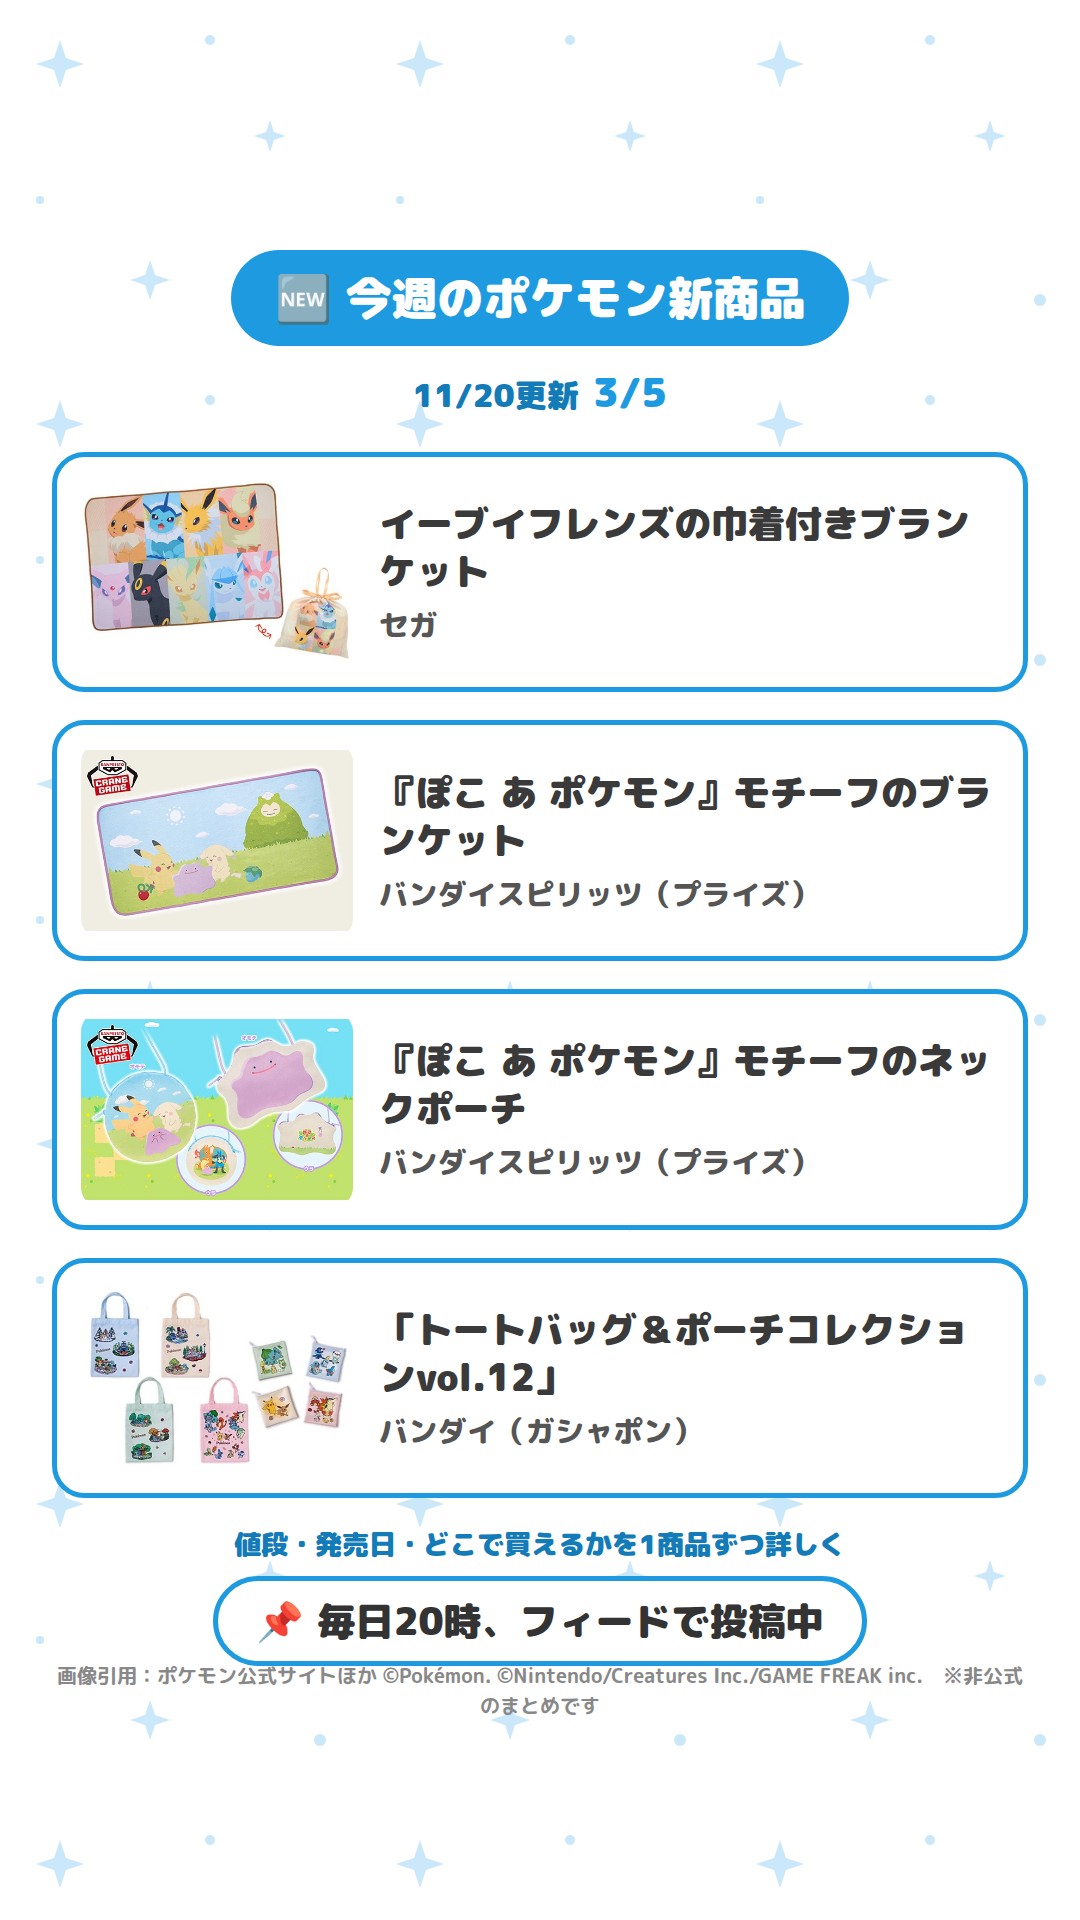 NEW 今週のポケモン新商品
11/20更新 3/5
イーブイフレンズの巾着付きブラン
ケット
セガ
CRANE
GAME
『ぽこ あ ポケモン』モチーフのブラ
ンケット
バンダイスピリッツ（プライズ）
CRANE
GAME
『ぽこ あ ポケモン』モチーフのネッ
クポーチ
バンダイスピリッツ（プライズ）
「トートバッグ＆ポーチコレクショ
ンvol.12」
バンダイ（ガシャポン）
値段・発売日・どこで買えるかを1商品ずつ詳しく
📌 毎日20時、フィードで投稿中
画像引用：ポケモン公式サイトほか ©Pokémon. ©Nintendo/Creatures Inc./GAME FREAK inc.　※非公式
のまとめです